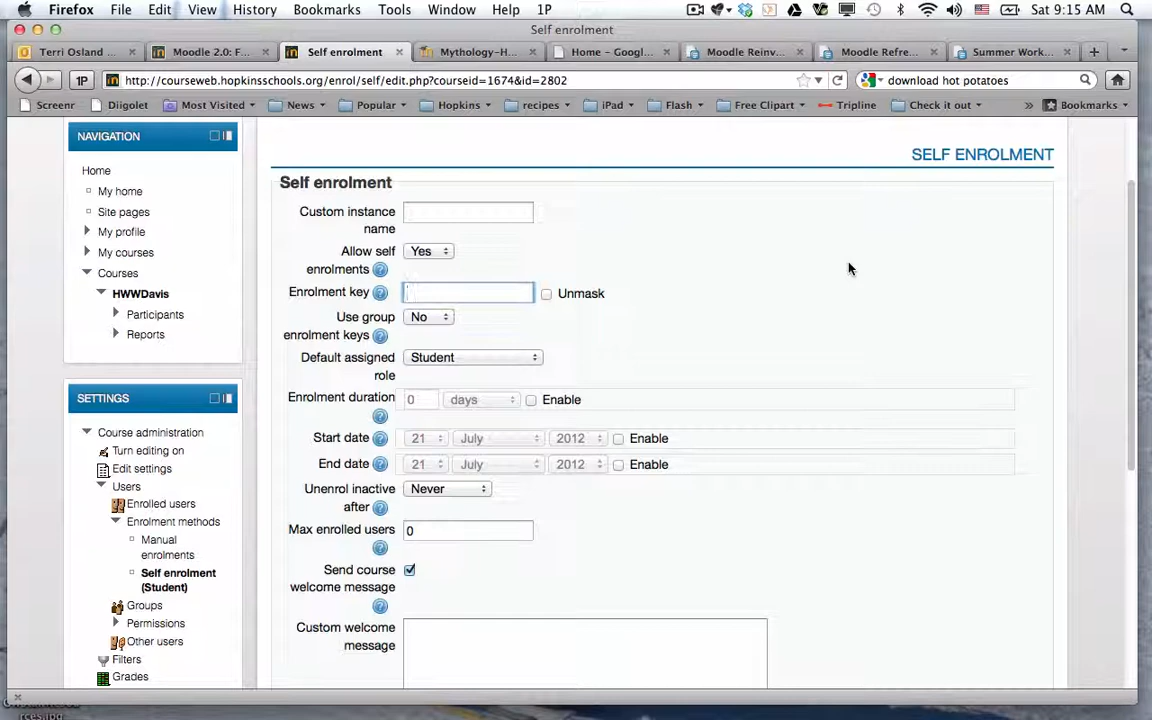 Firefox File Edit View History Bookmarks Tools Window Help 1P Sat 9:15 AM
Self enrolment
Terri Osland Moodle 2.0: F... Self enrolment Mythology–H... Home – Googl... Moodle Reinv... Moodle Refre... Summer Work...
1P http://courseweb.hopkinsschools.org/enrol/self/edit.php?courseid=1674&id=2802 download hot potatoes
Screenr Diigolet Most Visited News Popular Hopkins recipes iPad Flash Free Clipart Tripline Check it out » Bookmarks
NAVIGATION
Home
My home
Site pages
My profile
My courses
Courses
HWWDavis
Participants
Reports
SETTINGS
Course administration
Turn editing on
Edit settings
Users
Enrolled users
Enrolment methods
Manual
enrolments
Self enrolment
(Student)
Groups
Permissions
Other users
Filters
Grades
SELF ENROLMENT
Self enrolment
Custom instance
name
Allow self Yes
enrolments
Enrolment key Unmask
Use group No
enrolment keys
Default assigned Student
role
Enrolment duration 0 days Enable
Start date 21 July 2012 Enable
End date 21 July 2012 Enable
Unenrol inactive Never
after
Max enrolled users 0
Send course
welcome message
Custom welcome
message
rces.jpg